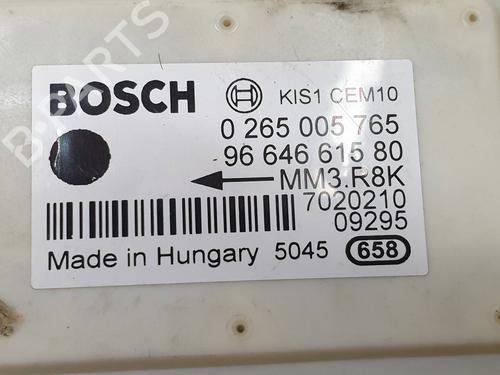 B-PARTS
BOSCH
KIS1 CEM10
0 265 005 765
96 646 615 80
MM3.R8K
7020210
09295
Made in Hungary 5045 658